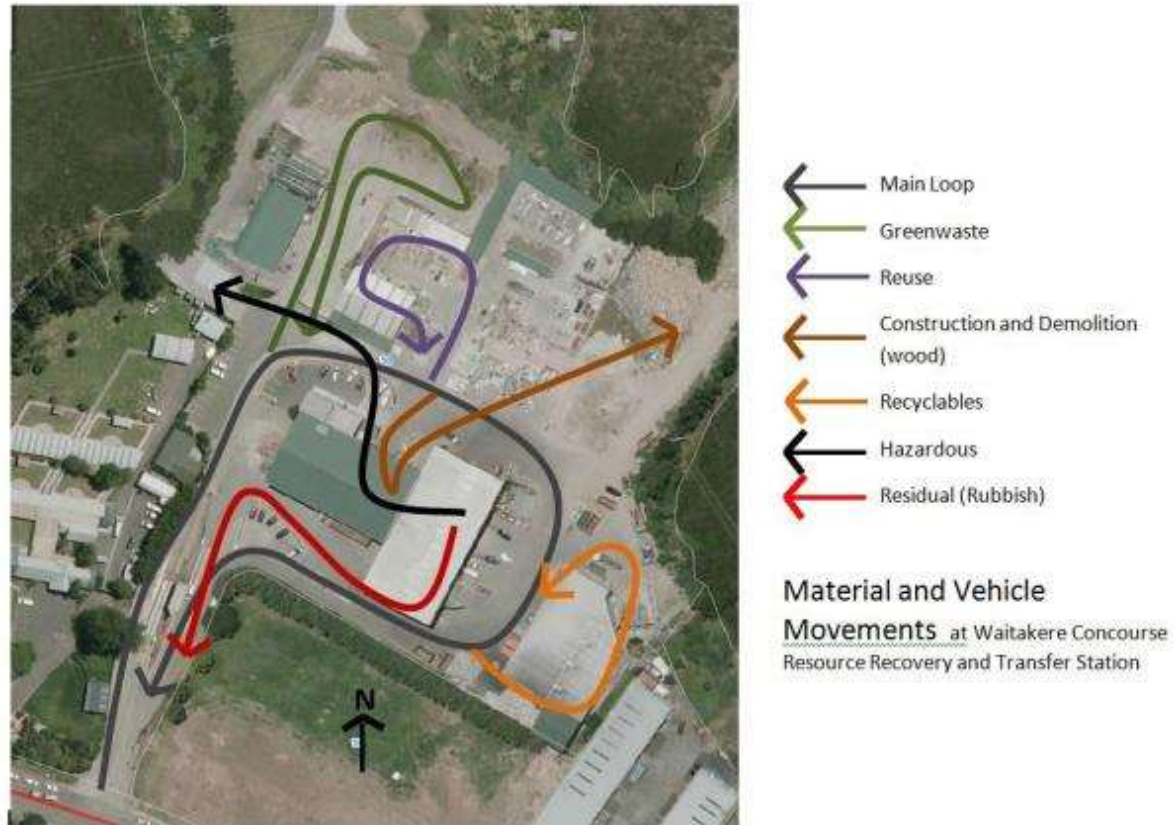 Main Loop
Greenwaste
Reuse
Construction and Demolition
(wood)
Recyclables
Hazardous
Residual (Rubbish)
Material and Vehicle
Movements at Waitakere Concourse
Resource Recovery and Transfer Station
N